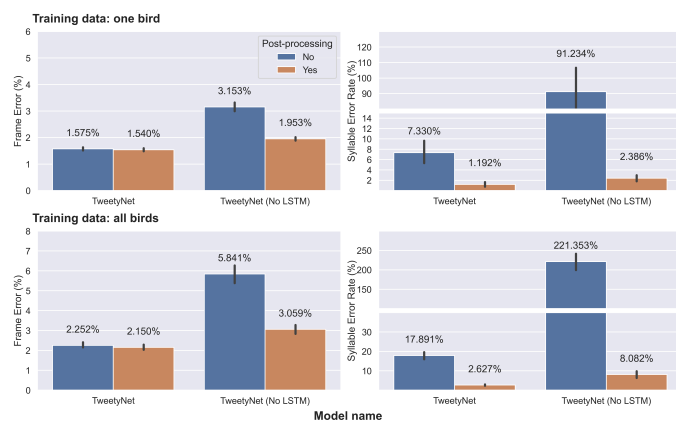 Training data: one bird
Frame Error (%)
6
5
4
3
2
1
0
Post-processing
No
Yes
1.575%
1.540%
3.153%
1.953%
TweetyNet
TweetyNet (No LSTM)
Syllable Error Rate (%)
120
110
100
90
14
12
10
8
6
4
2
7.330%
1.192%
91.234%
2.386%
TweetyNet
TweetyNet (No LSTM)
Training data: all birds
Frame Error (%)
8
7
6
5
4
3
2
1
0
2.252%
2.150%
5.841%
3.059%
TweetyNet
TweetyNet (No LSTM)
Syllable Error Rate (%)
250
200
150
30
20
10
17.891%
2.627%
221.353%
8.082%
TweetyNet
TweetyNet (No LSTM)
Model name